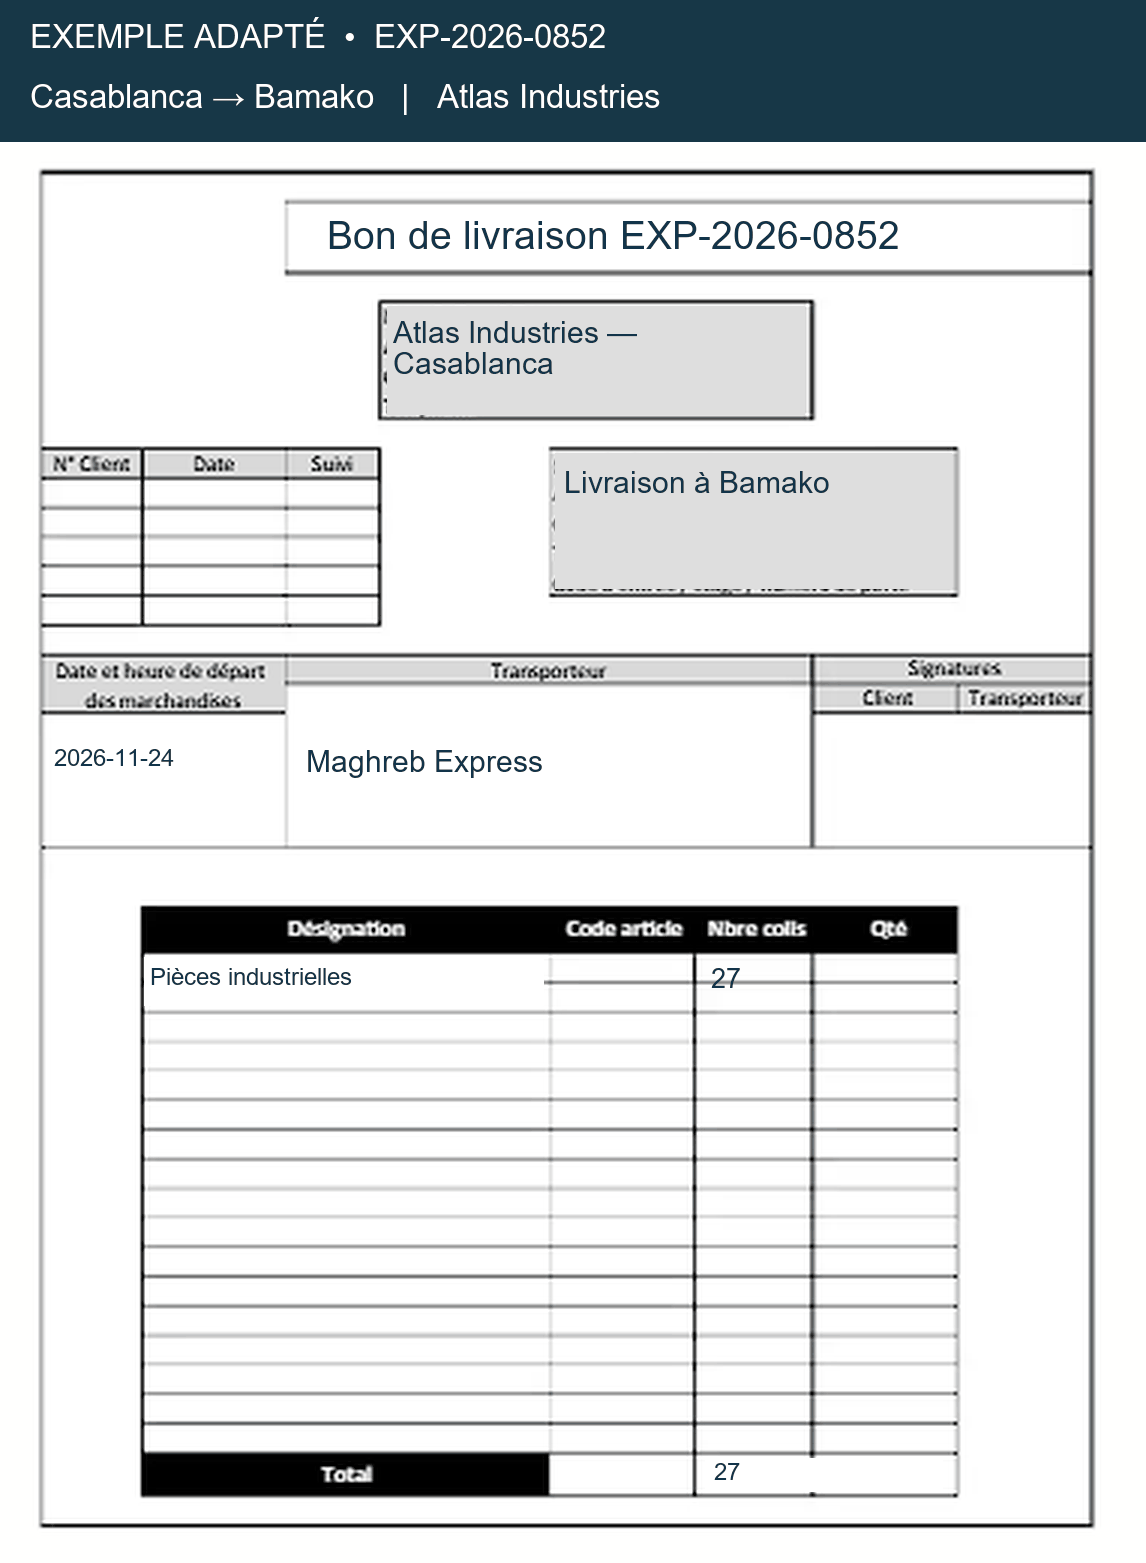 EXEMPLE ADAPTÉ • EXP-2026-0852
Casablanca → Bamako | Atlas Industries
Bon de livraison EXP-2026-0852
Atlas Industries —
Casablanca
N° Client Date Suivi
Livraison à Bamako
Date et heure de départ
des marchandises
Transporteur
Signatures
Client Transporteur
2026-11-24
Maghreb Express
Désignation Code article Nbre colis Qté
Pièces industrielles 27
Total 27